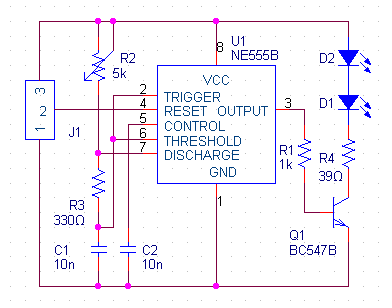 U1
NE555B
8
VCC
R2
5k
D2
D1
3
2
1
J1
2 TRIGGER
4 RESET OUTPUT 3
5 CONTROL
6 THRESHOLD
7 DISCHARGE
GND
1
R1
1k
R4
39Ω
R3
330Ω
Q1
BC547B
C1
10n
C2
10n